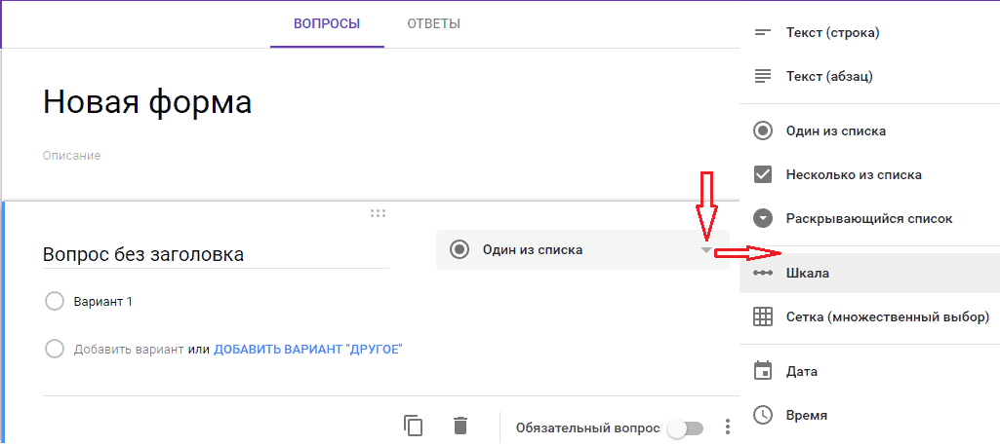 ВОПРОСЫ ОТВЕТЫ
Новая форма
Описание
Вопрос без заголовка
Один из списка
Вариант 1
Добавить вариант или ДОБАВИТЬ ВАРИАНТ "ДРУГОЕ"
Обязательный вопрос
Текст (строка)
Текст (абзац)
Один из списка
Несколько из списка
Раскрывающийся список
Шкала
Сетка (множественный выбор)
Дата
Время